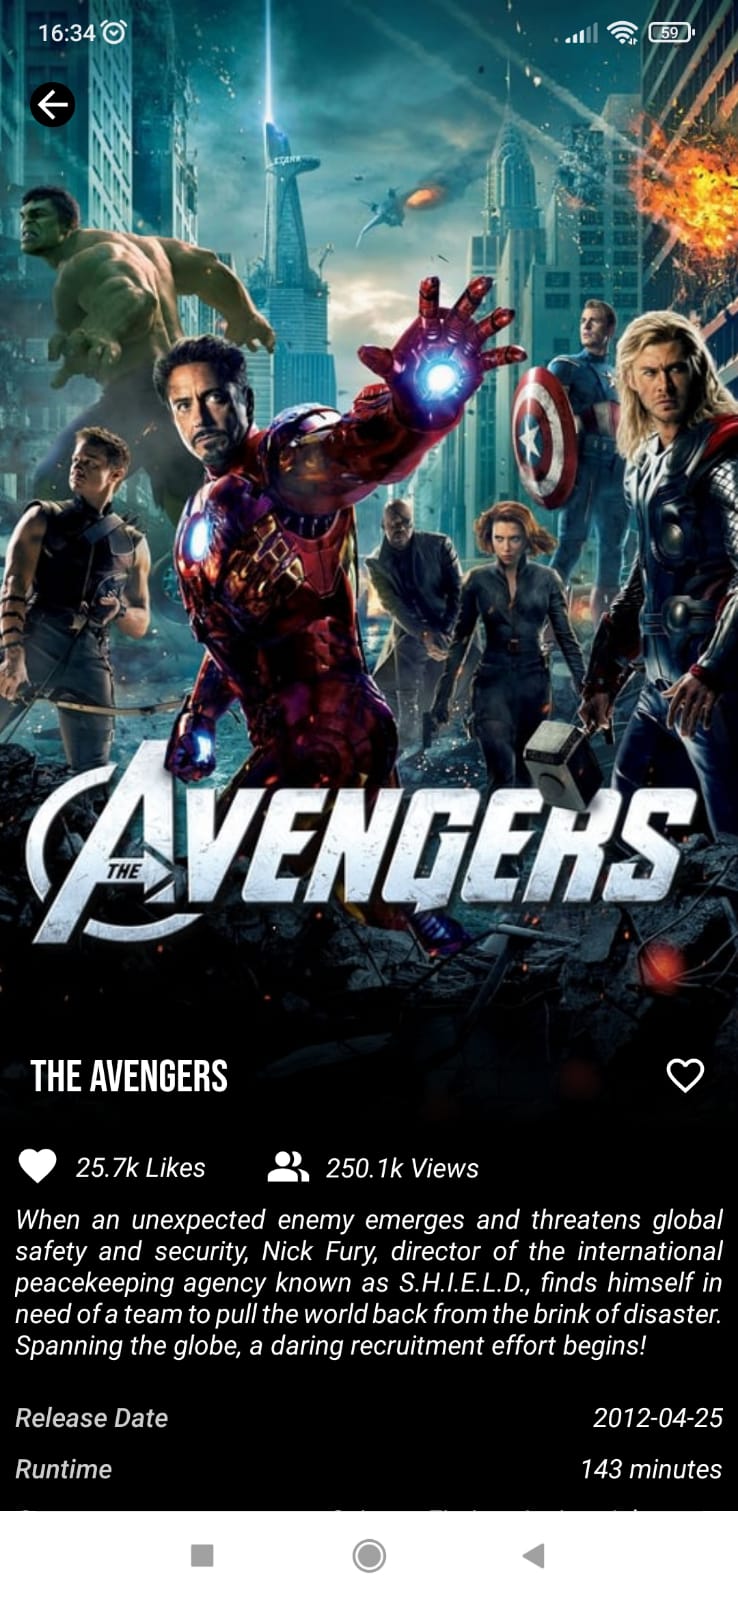 16:34
59
STARK
THE
AVENGERS
THE AVENGERS
25.7k Likes
250.1k Views
When an unexpected enemy emerges and threatens global
safety and security, Nick Fury, director of the international
peacekeeping agency known as S.H.I.E.L.D., finds himself in
need of a team to pull the world back from the brink of disaster.
Spanning the globe, a daring recruitment effort begins!
Release Date 2012-04-25
Runtime 143 minutes